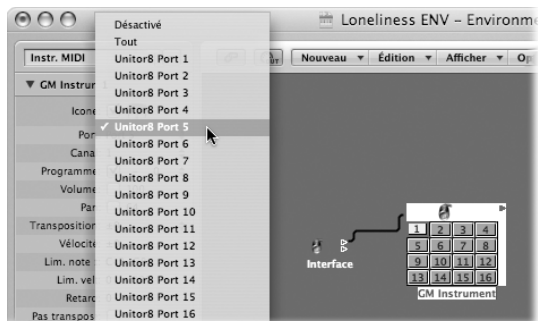 Loneliness ENV – Environme
Désactivé
Tout
Unitor8 Port 1
Unitor8 Port 2
Unitor8 Port 3
Unitor8 Port 4
✓ Unitor8 Port 5
Unitor8 Port 6
Unitor8 Port 7
Unitor8 Port 8
Unitor8 Port 9
Unitor8 Port 10
Unitor8 Port 11
Unitor8 Port 12
Unitor8 Port 13
Unitor8 Port 14
Unitor8 Port 15
Unitor8 Port 16
Instr. MIDI
GM Instrum
Icone
Por
Cana
Programme
Volume
Pan
Transposition
Vélocité
Lim. note :
Lim. vel
Retard
Pas transpos
Nouveau
Édition
Afficher
Op
Interface
1 2 3 4
5 6 7 8
9 10 11 12
13 14 15 16
GM Instrument